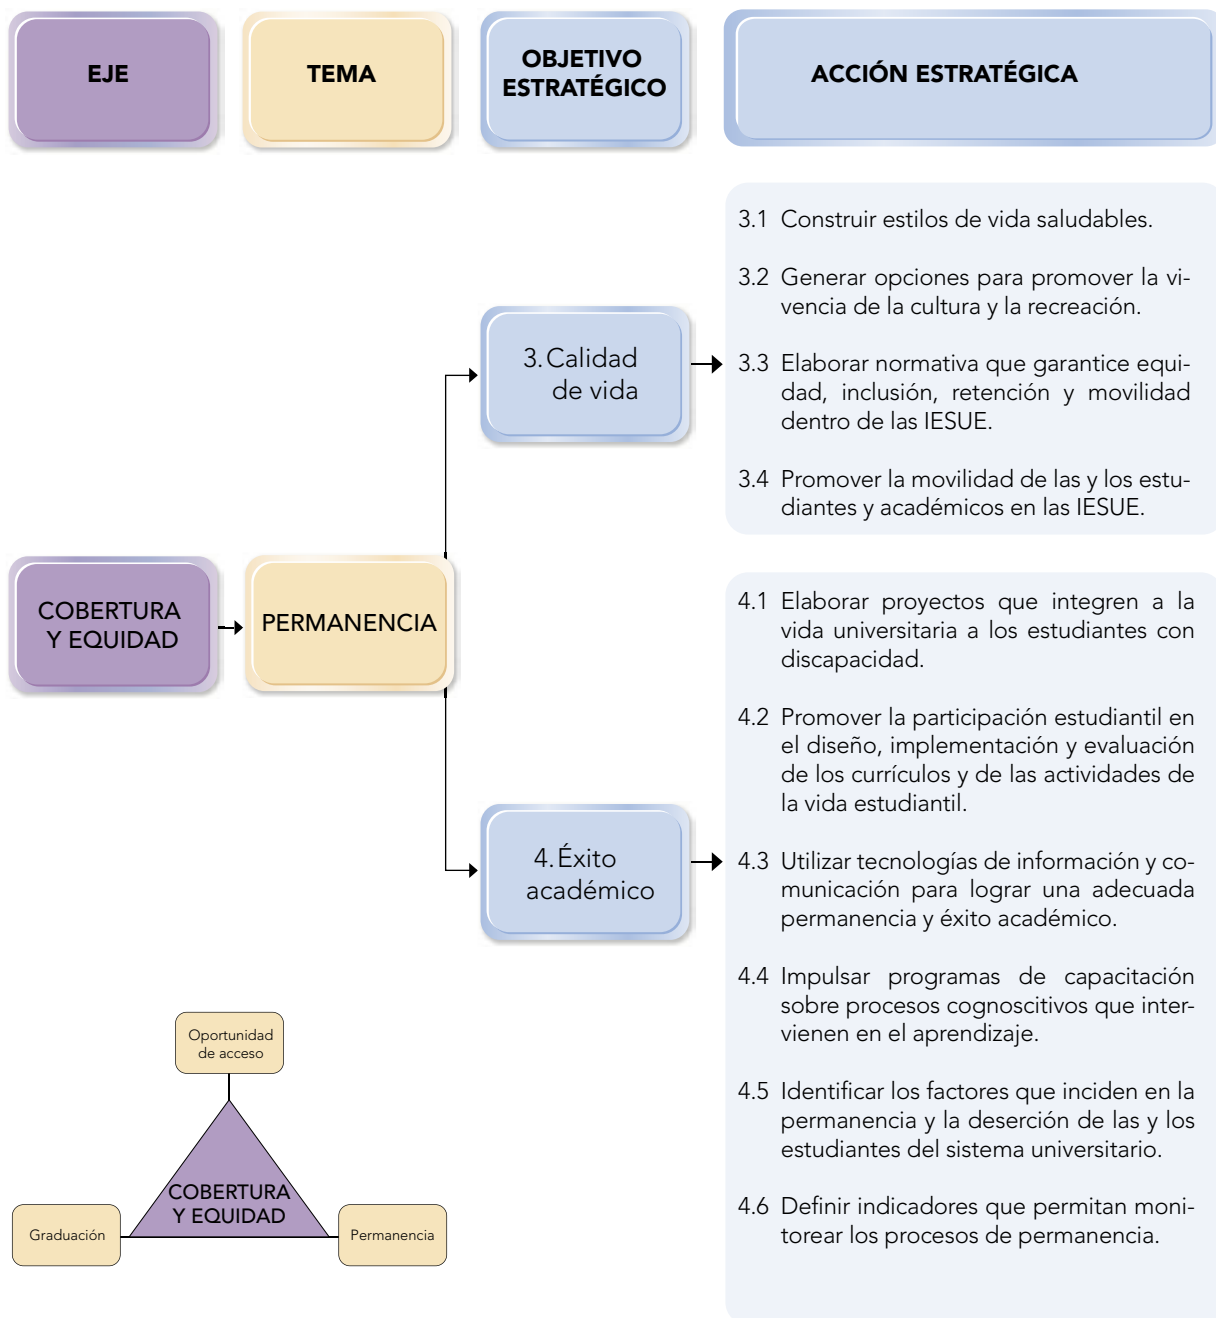 EJE
TEMA
OBJETIVO
ESTRATÉGICO
ACCIÓN ESTRATÉGICA
COBERTURA
Y EQUIDAD
PERMANENCIA
3. Calidad
de vida
3.1 Construir estilos de vida saludables.
3.2 Generar opciones para promover la vi-
vencia de la cultura y la recreación.
3.3 Elaborar normativa que garantice equi-
dad, inclusión, retención y movilidad
dentro de las IESUE.
3.4 Promover la movilidad de las y los estu-
diantes y académicos en las IESUE.
4. Éxito
académico
4.1 Elaborar proyectos que integren a la
vida universitaria a los estudiantes con
discapacidad.
4.2 Promover la participación estudiantil en
el diseño, implementación y evaluación
de los currículos y de las actividades de
la vida estudiantil.
4.3 Utilizar tecnologías de información y co-
municación para lograr una adecuada
permanencia y éxito académico.
4.4 Impulsar programas de capacitación
sobre procesos cognoscitivos que inter-
vienen en el aprendizaje.
4.5 Identificar los factores que inciden en la
permanencia y la deserción de las y los
estudiantes del sistema universitario.
4.6 Definir indicadores que permitan moni-
torear los procesos de permanencia.
Oportunidad
de acceso
COBERTURA
Y EQUIDAD
Graduación
Permanencia